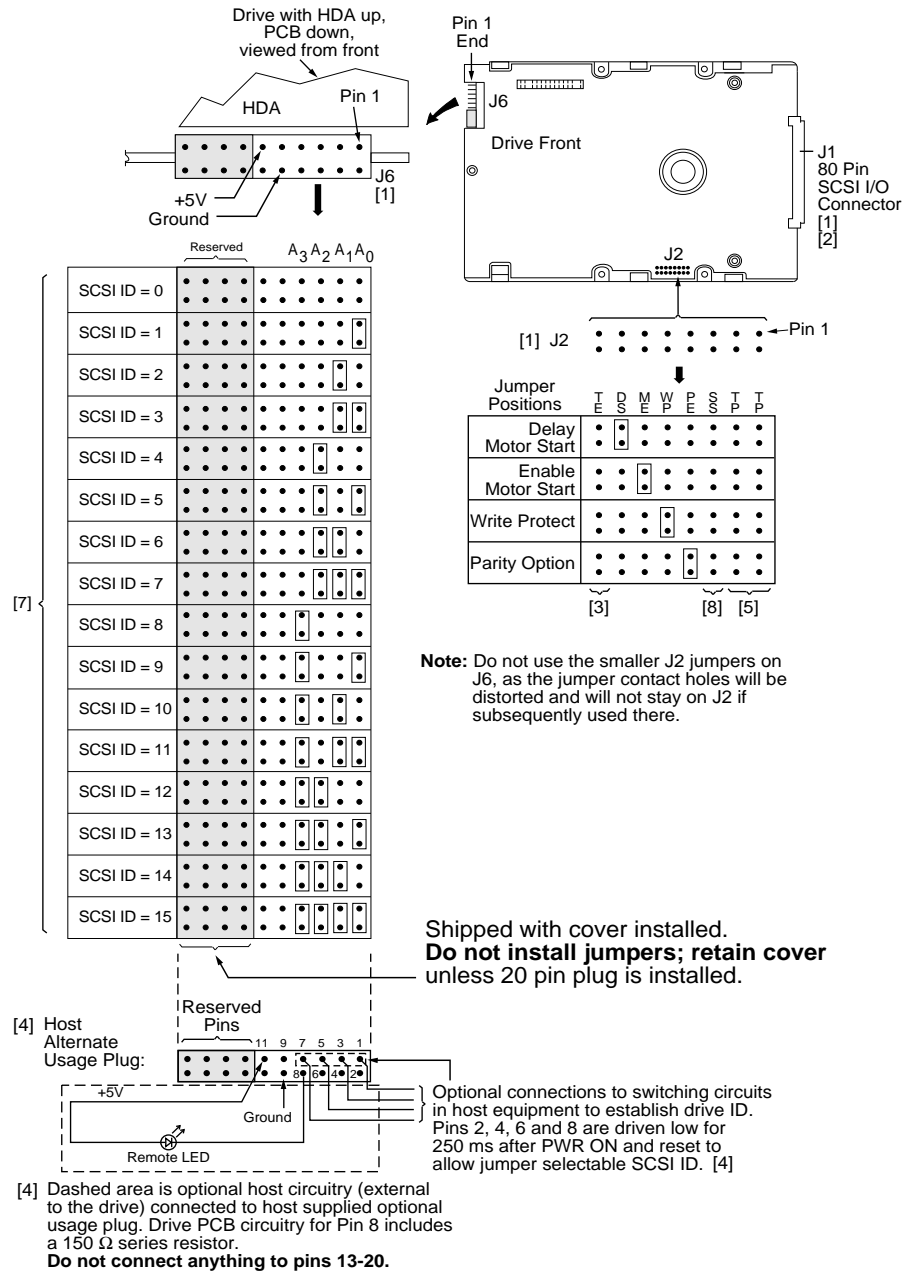 Drive with HDA up,
PCB down,
viewed from front
HDA
Pin 1
J6
[1]
+5V
Ground
Pin 1
End
J6
Drive Front
J1
80 Pin
SCSI I/O
Connector
[1]
[2]
J2
[1] J2
Pin 1
Reserved
A3 A2 A1 A0
SCSI ID = 0
SCSI ID = 1
SCSI ID = 2
SCSI ID = 3
SCSI ID = 4
SCSI ID = 5
SCSI ID = 6
SCSI ID = 7
[7]
SCSI ID = 8
SCSI ID = 9
SCSI ID = 10
SCSI ID = 11
SCSI ID = 12
SCSI ID = 13
SCSI ID = 14
SCSI ID = 15
Jumper
Positions
TE DS ME WP PE SS TP TP
Delay
Motor Start
Enable
Motor Start
Write Protect
Parity Option
[3] [8] [5]
Note: Do not use the smaller J2 jumpers on
J6, as the jumper contact holes will be
distorted and will not stay on J2 if
subsequently used there.
Shipped with cover installed.
Do not install jumpers; retain cover
unless 20 pin plug is installed.
[4] Host
Alternate
Usage Plug:
Reserved
Pins
11 9 7 5 3 1
8 6 4 2
+5V
Ground
Remote LED
Optional connections to switching circuits
in host equipment to establish drive ID.
Pins 2, 4, 6 and 8 are driven low for
250 ms after PWR ON and reset to
allow jumper selectable SCSI ID. [4]
[4] Dashed area is optional host circuitry (external
to the drive) connected to host supplied optional
usage plug. Drive PCB circuitry for Pin 8 includes
a 150 Ω series resistor.
Do not connect anything to pins 13-20.